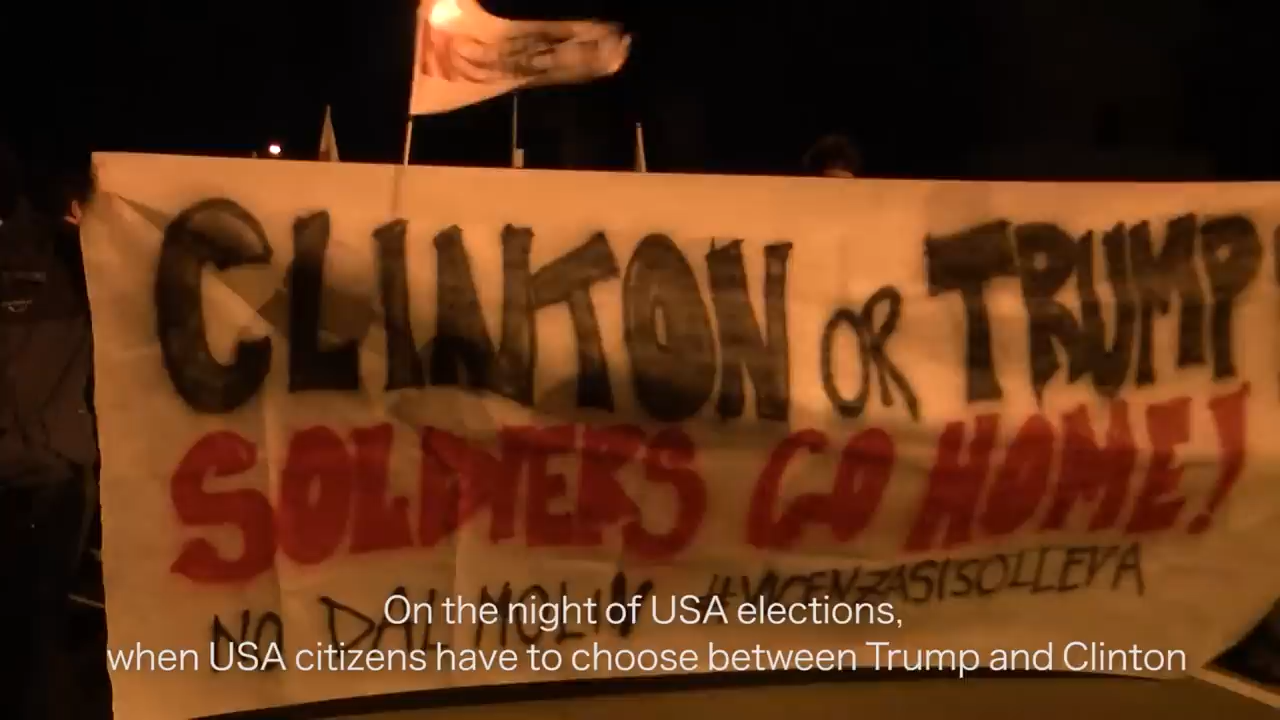 CLINTON OR TRUMP
SOLDIERS GO HOME!
NO DAL MOLIN #VICENZASISOLLEVA
On the night of USA elections,
when USA citizens have to choose between Trump and Clinton